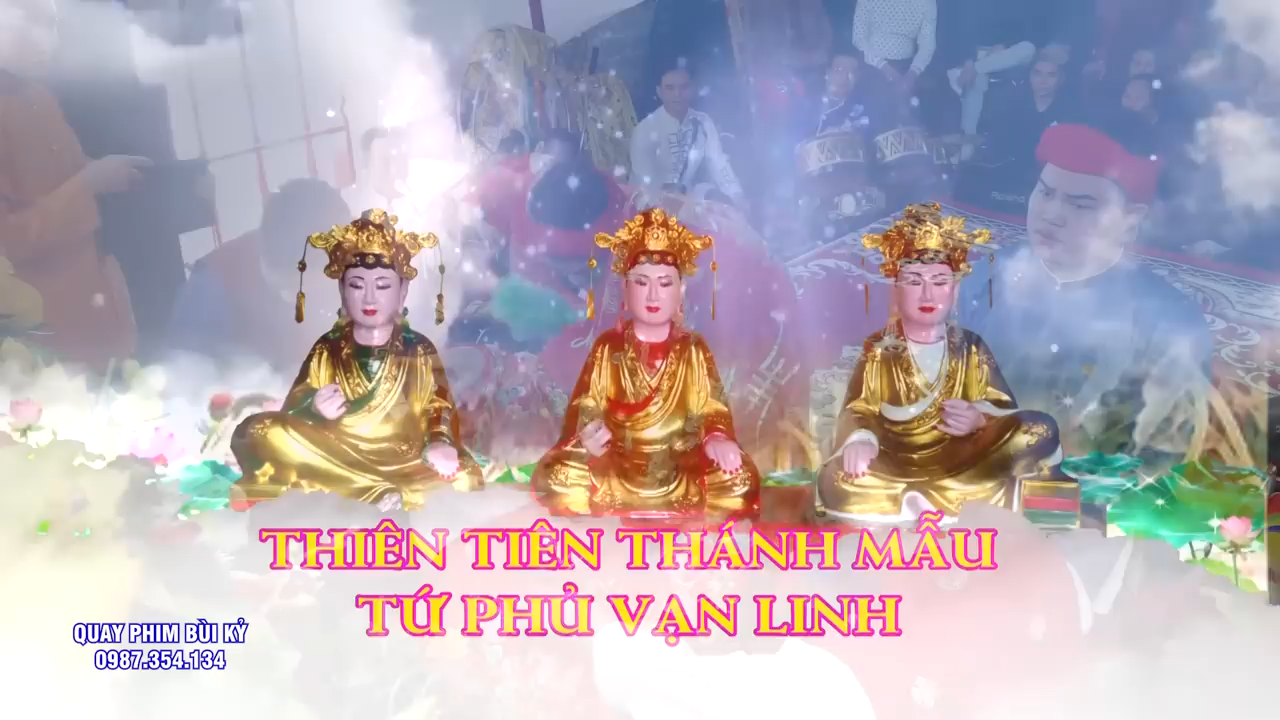 THIÊN TIÊN THÁNH MẪU
TỨ PHỦ VẠN LINH
QUAY PHIM BÙI KỶ
0987.354.134